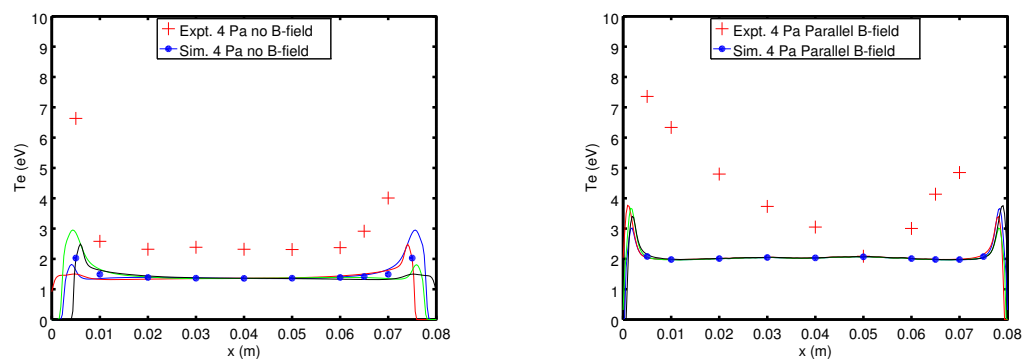 10
9
8
7
6
5
4
3
2
1
0
Te (eV)
Expt. 4 Pa no B-field
Sim. 4 Pa no B-field
0 0.01 0.02 0.03 0.04 0.05 0.06 0.07 0.08
x (m)
10
9
8
7
6
5
4
3
2
1
0
Te (eV)
Expt. 4 Pa Parallel B-field
Sim. 4 Pa Parallel B-field
0 0.01 0.02 0.03 0.04 0.05 0.06 0.07 0.08
x (m)